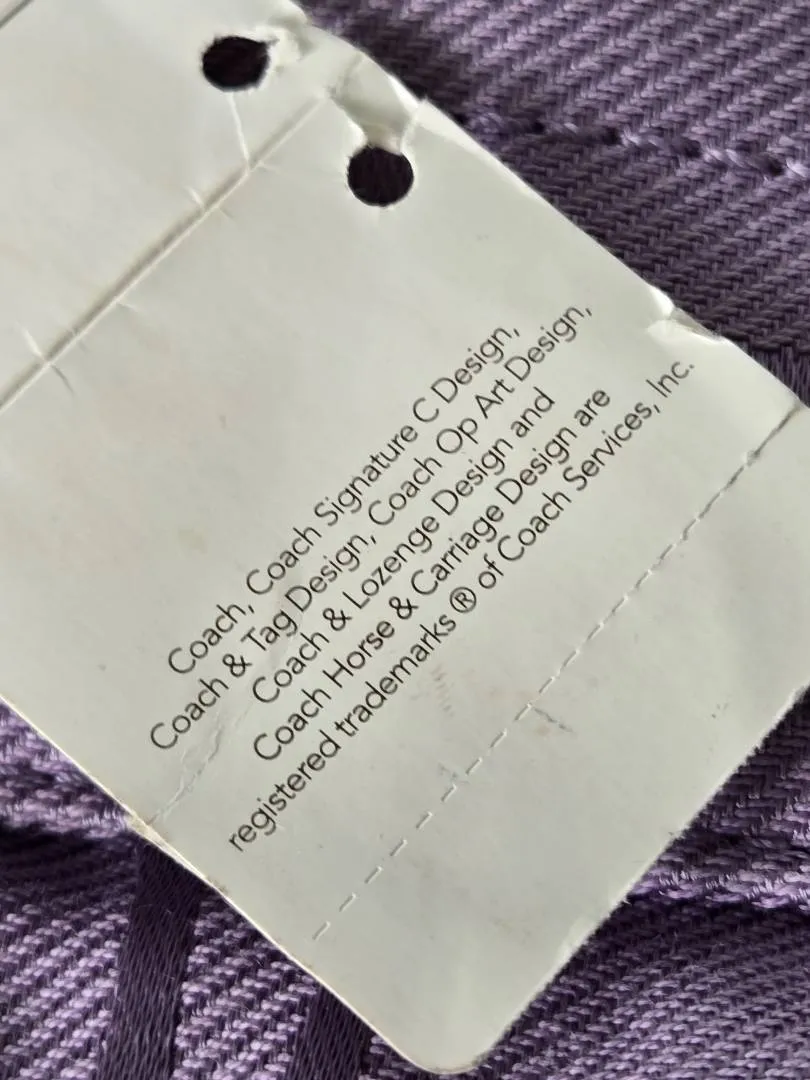 Coach, Coach Signature C Design,
Coach & Tag Design, Coach Op Art Design,
Coach & Lozenge Design and
Coach Horse & Carriage Design are
registered trademarks ® of Coach Services, Inc.